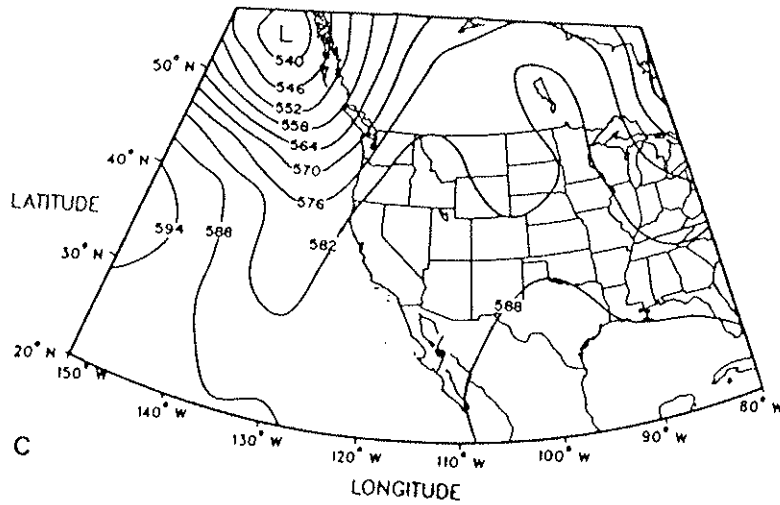 L
540
50° N
546
552
558
564
40° N
570
576
LATITUDE
594
588
582
30° N
588
20° N
150° W
80° W
140° W
90° W
130° W
100° W
120° W
110° W
C
LONGITUDE